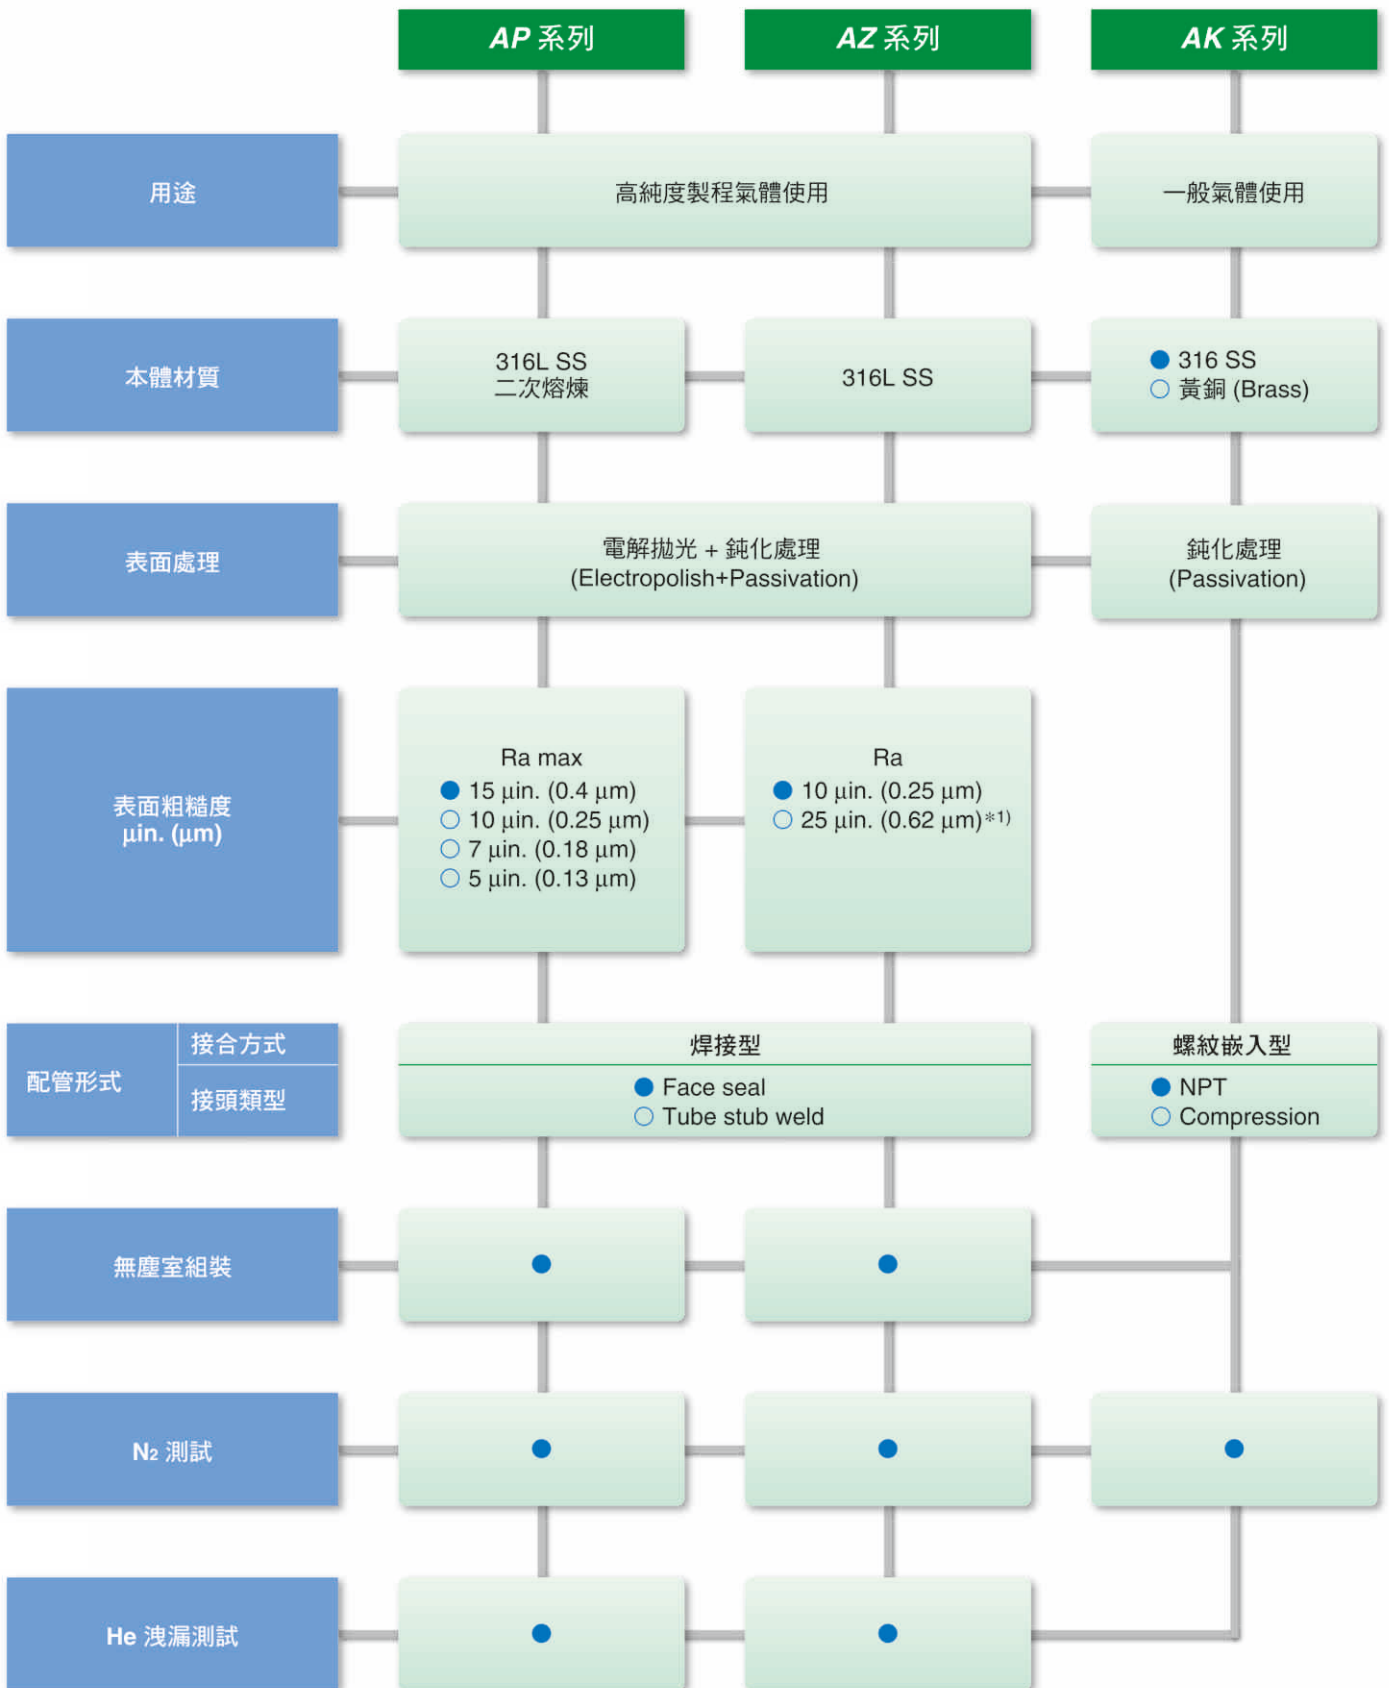 AP 系列
AZ 系列
AK 系列
用途
高純度製程氣體使用
一般氣體使用
本體材質
316L SS
二次熔煉
316L SS
● 316 SS
○ 黃銅 (Brass)
表面處理
電解拋光 + 鈍化處理
(Electropolish+Passivation)
鈍化處理
(Passivation)
表面粗糙度
μin. (μm)
Ra max
● 15 μin. (0.4 μm)
○ 10 μin. (0.25 μm)
○ 7 μin. (0.18 μm)
○ 5 μin. (0.13 μm)
Ra
● 10 μin. (0.25 μm)
○ 25 μin. (0.62 μm)*1)
配管形式
接合方式
接頭類型
焊接型
● Face seal
○ Tube stub weld
螺紋嵌入型
● NPT
○ Compression
無塵室組裝
● ●
N2 測試
● ● ●
He 洩漏測試
● ●